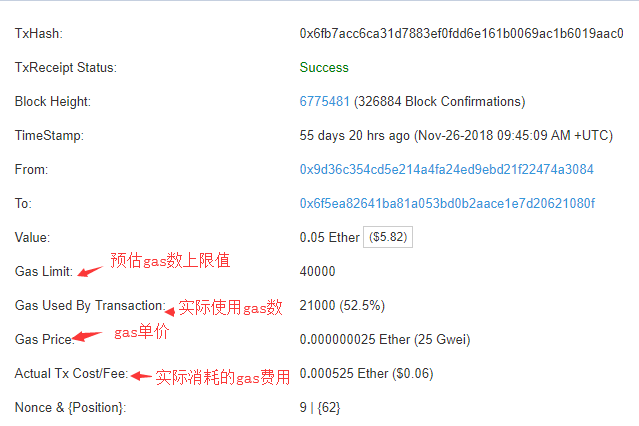 TxHash: 0x6fb7acc6ca31d7883ef0fdd6e161b0069ac1b6019aac0
TxReceipt Status: Success
Block Height: 6775481 (326884 Block Confirmations)
TimeStamp: 55 days 20 hrs ago (Nov-26-2018 09:45:09 AM +UTC)
From: 0x9d36c354cd5e214a4fa24ed9ebd21f22474a3084
To: 0x6f5ea82641ba81a053bd0b2aace1e7d20621080f
Value: 0.05 Ether ($5.82)
Gas Limit: 预估gas数上限值 40000
Gas Used By Transaction: 实际使用gas数 21000 (52.5%)
Gas Price: gas单价 0.000000025 Ether (25 Gwei)
Actual Tx Cost/Fee: 实际消耗的gas费用 0.000525 Ether ($0.06)
Nonce & {Position}: 9 | {62}